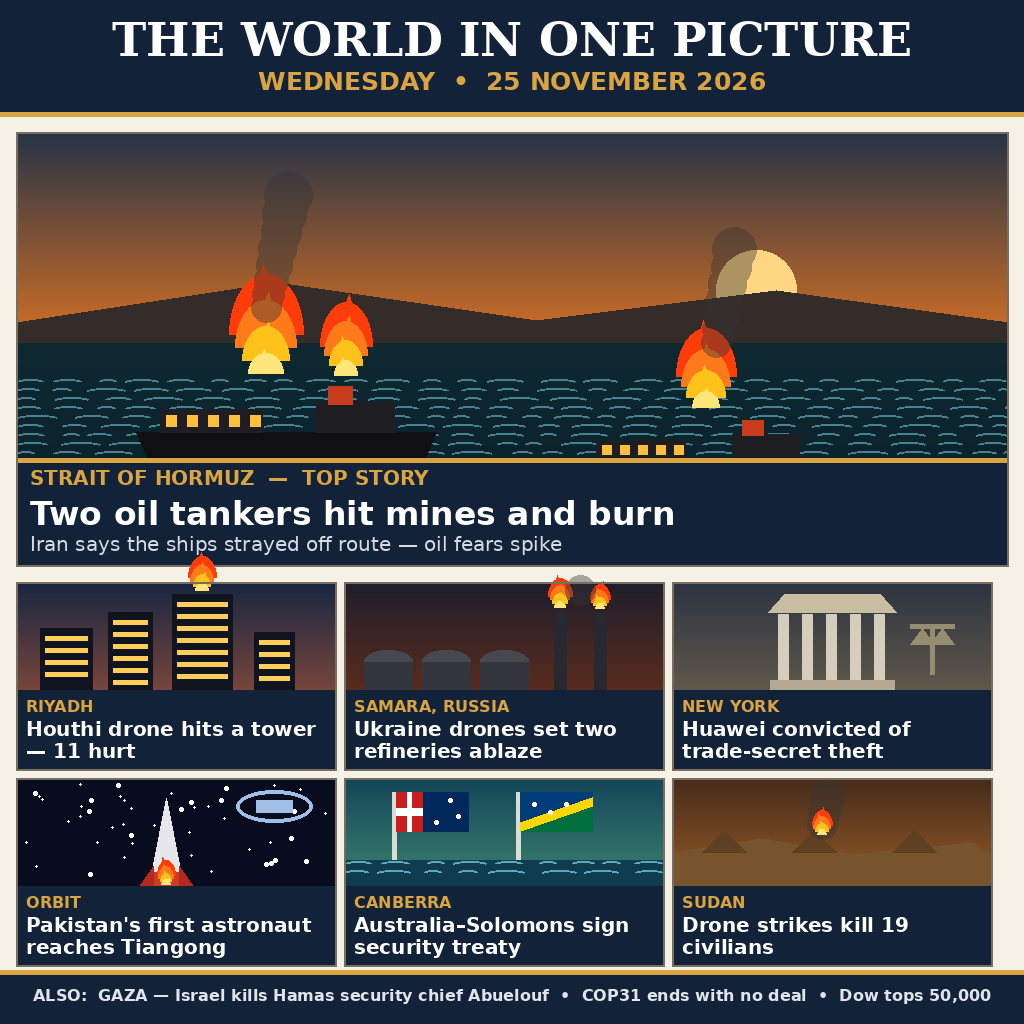 THE WORLD IN ONE PICTURE
WEDNESDAY • 25 NOVEMBER 2026
STRAIT OF HORMUZ — TOP STORY
Two oil tankers hit mines and burn
Iran says the ships strayed off route — oil fears spike
RIYADH
Houthi drone hits a tower
— 11 hurt
SAMARA, RUSSIA
Ukraine drones set two
refineries ablaze
NEW YORK
Huawei convicted of
trade-secret theft
ORBIT
Pakistan's first astronaut
reaches Tiangong
CANBERRA
Australia–Solomons sign
security treaty
SUDAN
Drone strikes kill 19
civilians
ALSO: GAZA — Israel kills Hamas security chief Abuelouf • COP31 ends with no deal • Dow tops 50,000